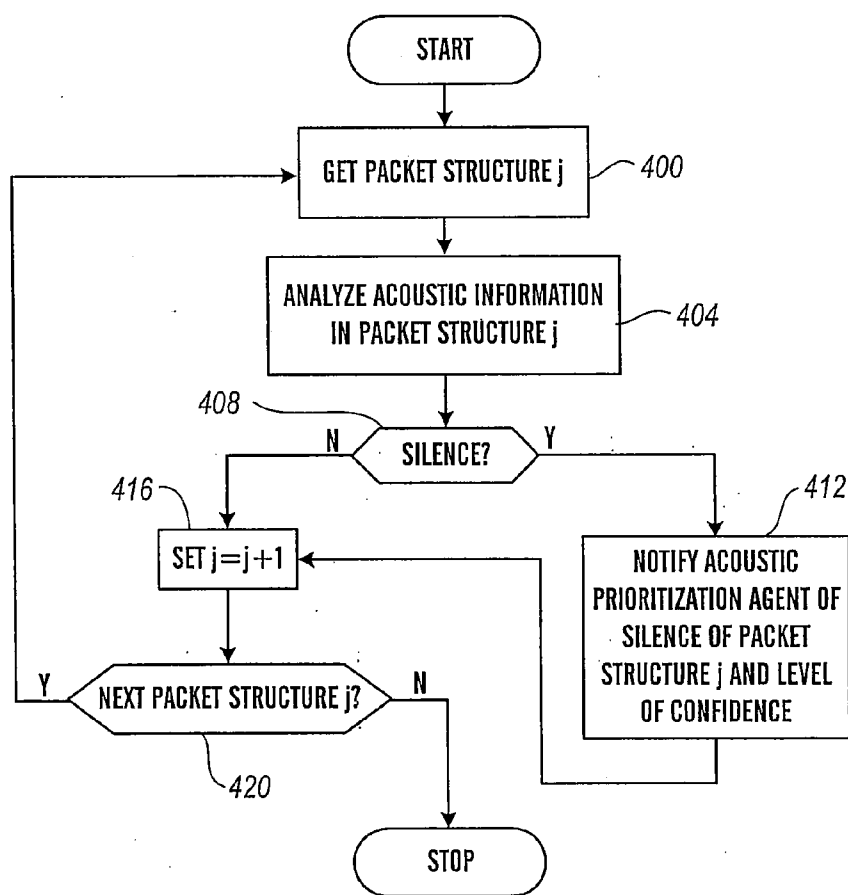 START
GET PACKET STRUCTURE j
400
ANALYZE ACOUSTIC INFORMATION
IN PACKET STRUCTURE j
404
408
N
SILENCE?
Y
416
412
SET j=j+1
NOTIFY ACOUSTIC
PRIORITIZATION AGENT OF
SILENCE OF PACKET
STRUCTURE j AND LEVEL
OF CONFIDENCE
Y
NEXT PACKET STRUCTURE j?
N
420
STOP